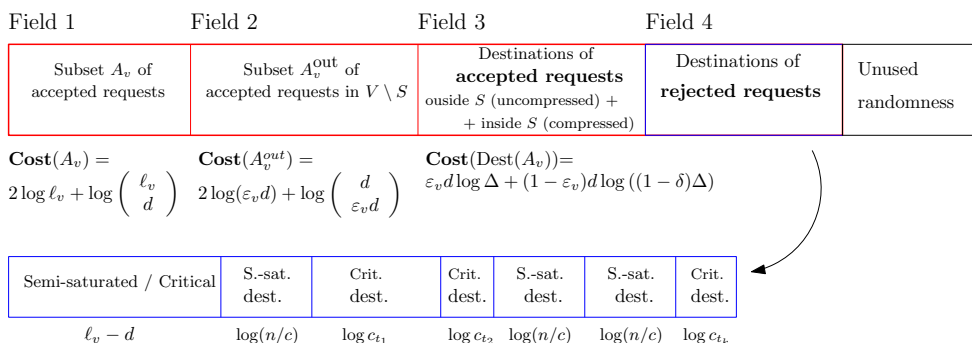 Field 1 Field 2 Field 3 Field 4
Subset A_v of
accepted requests
Subset A_v^out of
accepted requests in V \ S
Destinations of
accepted requests
ouside S (uncompressed) +
+ inside S (compressed)
Destinations of
rejected requests
Unused
randomness
Cost(A_v) =
2 log ℓ_v + log ( ℓ_v
d )
Cost(A_v^out) =
2 log(ε_v d) + log ( d
ε_v d )
Cost(Dest(A_v))=
ε_v d log Δ + (1 − ε_v)d log ((1 − δ)Δ)
Semi-saturated / Critical
S.-sat.
dest.
Crit.
dest.
Crit.
dest.
S.-sat.
dest.
S.-sat.
dest.
Crit.
dest.
ℓ_v − d log(n/c) log c_{t_1} log c_{t_2} log(n/c) log(n/c) log c_{t_k}